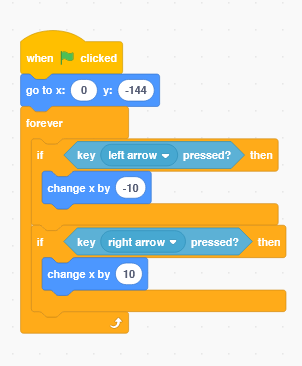 when clicked
go to x: 0 y: -144
forever
if key left arrow pressed? then
change x by -10
if key right arrow pressed? then
change x by 10